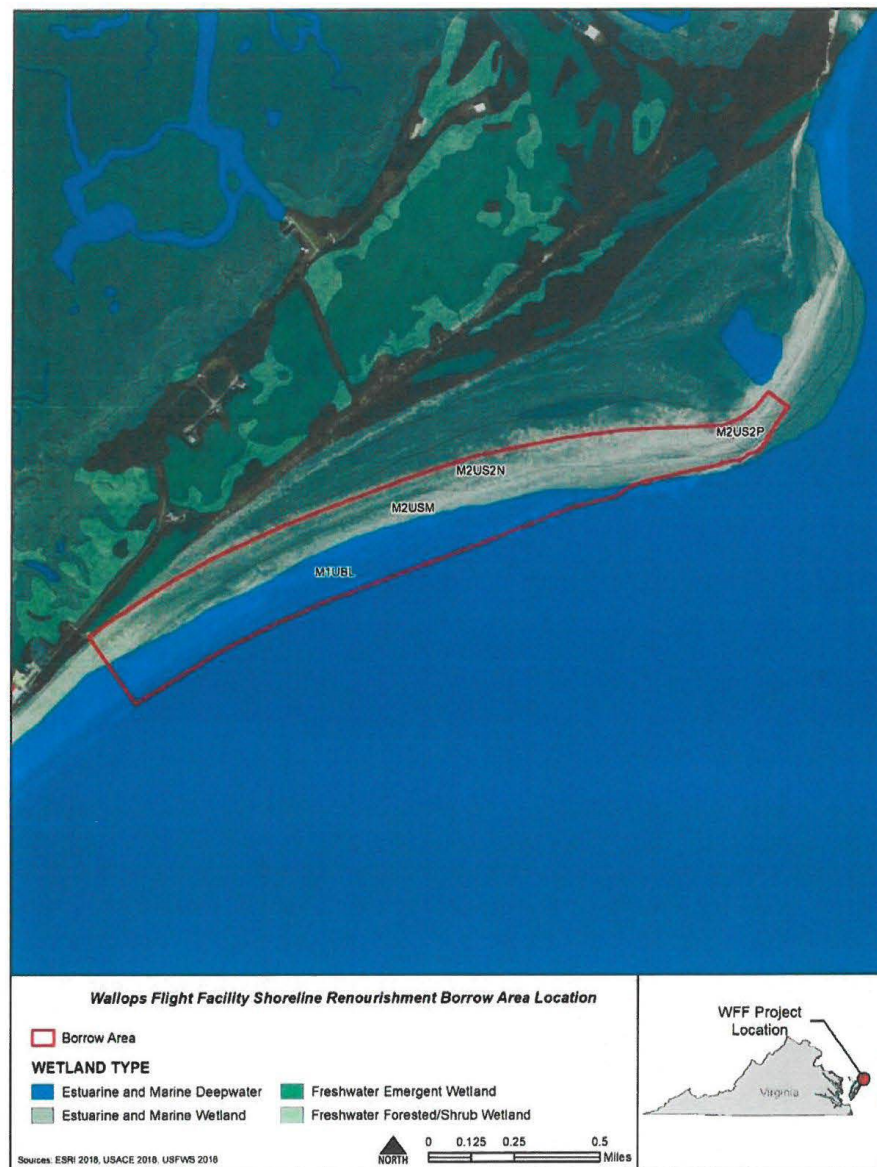 M2US2P
M2US2N
M2USM
M1UBL
Wallops Flight Facility Shoreline Renourishment Borrow Area Location
Borrow Area
WETLAND TYPE
Estuarine and Marine Deepwater
Freshwater Emergent Wetland
Estuarine and Marine Wetland
Freshwater Forested/Shrub Wetland
Sources: ESRI 2018, USACE 2018, USFWS 2018
NORTH
0 0.125 0.25 0.5
Miles
WFF Project
Location
Virginia